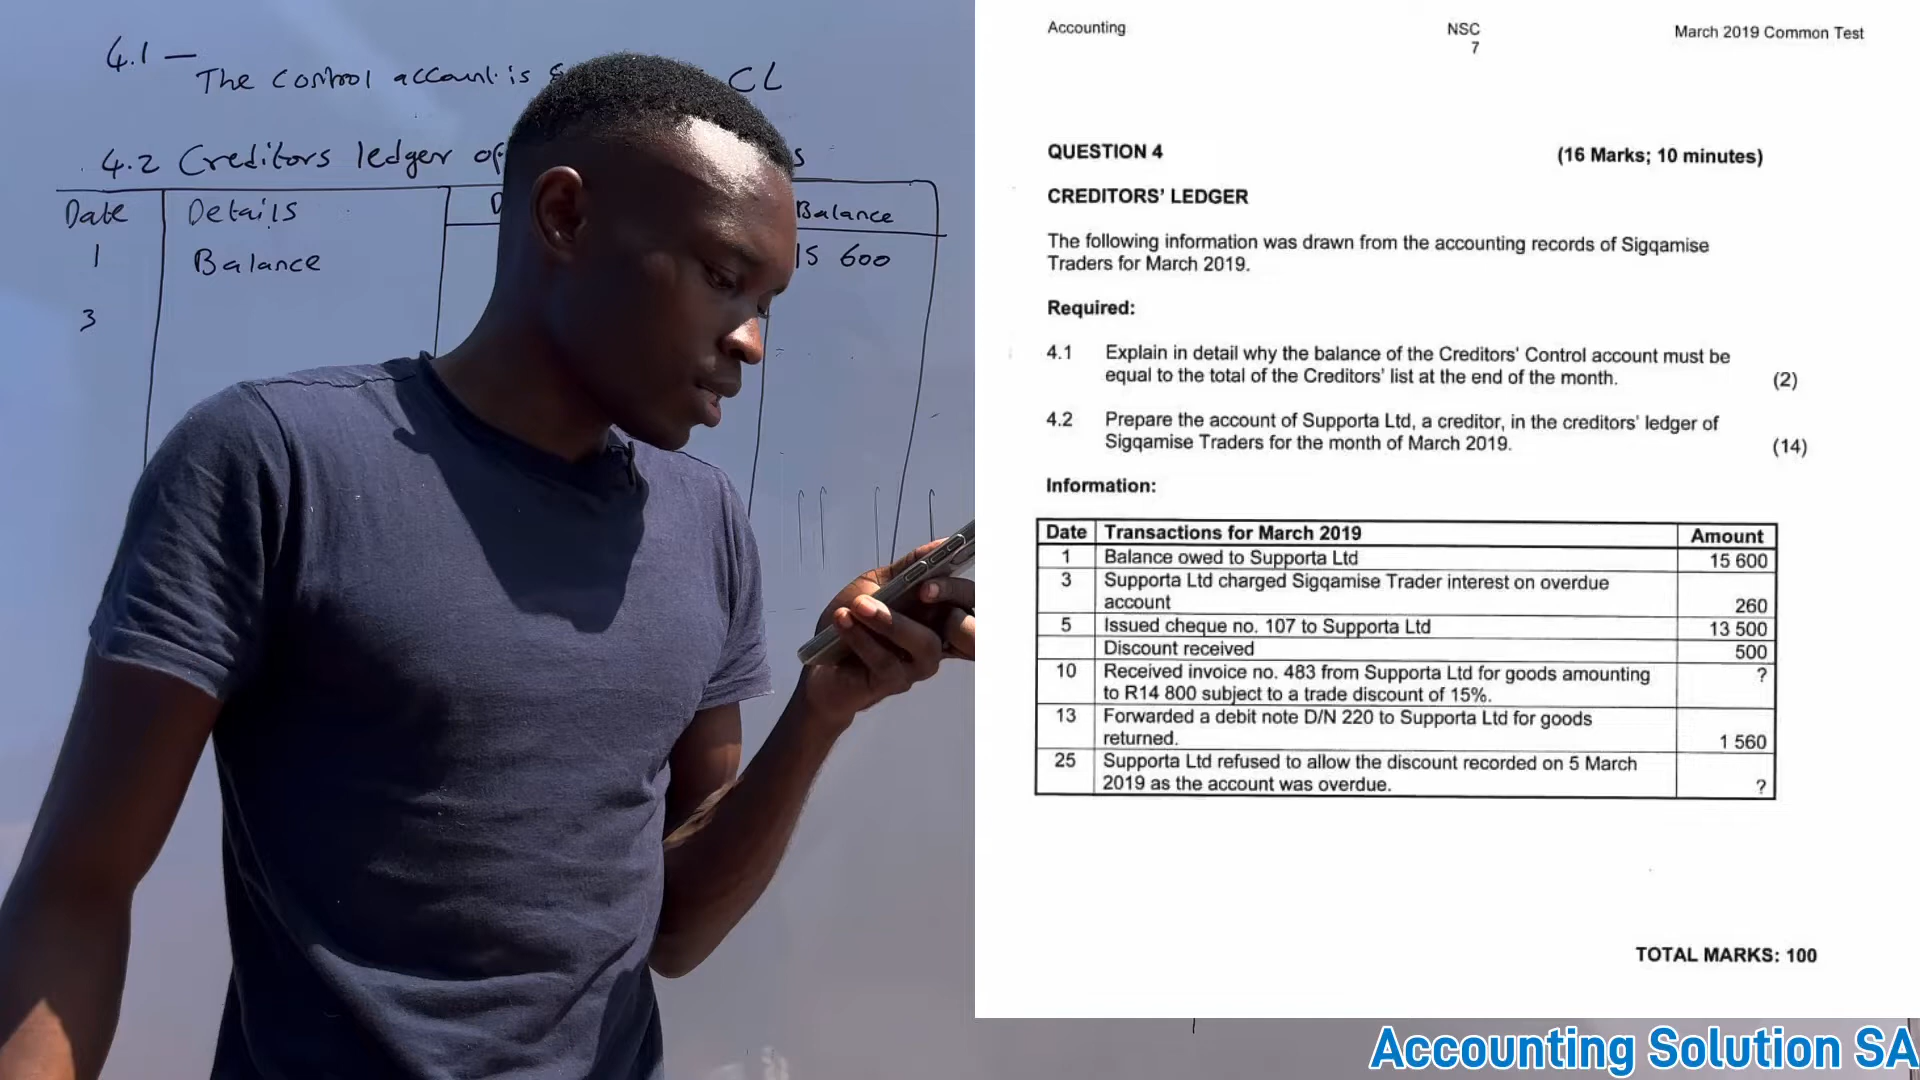 4.1 —
The control account is CL
4.2 Creditors ledger of s
Date Details D Balance
1 Balance 15 600
3
Accounting NSC March 2019 Common Test
7
QUESTION 4 (16 Marks; 10 minutes)
CREDITORS' LEDGER
The following information was drawn from the accounting records of Sigqamise
Traders for March 2019.
Required:
4.1 Explain in detail why the balance of the Creditors' Control account must be
equal to the total of the Creditors' list at the end of the month. (2)
4.2 Prepare the account of Supporta Ltd, a creditor, in the creditors' ledger of
Sigqamise Traders for the month of March 2019. (14)
Information:
Date Transactions for March 2019 Amount
1 Balance owed to Supporta Ltd 15 600
3 Supporta Ltd charged Sigqamise Trader interest on overdue
account 260
5 Issued cheque no. 107 to Supporta Ltd 13 500
Discount received 500
10 Received invoice no. 483 from Supporta Ltd for goods amounting ?
to R14 800 subject to a trade discount of 15%.
13 Forwarded a debit note D/N 220 to Supporta Ltd for goods
returned. 1 560
25 Supporta Ltd refused to allow the discount recorded on 5 March
2019 as the account was overdue. ?
TOTAL MARKS: 100
Accounting Solution SA